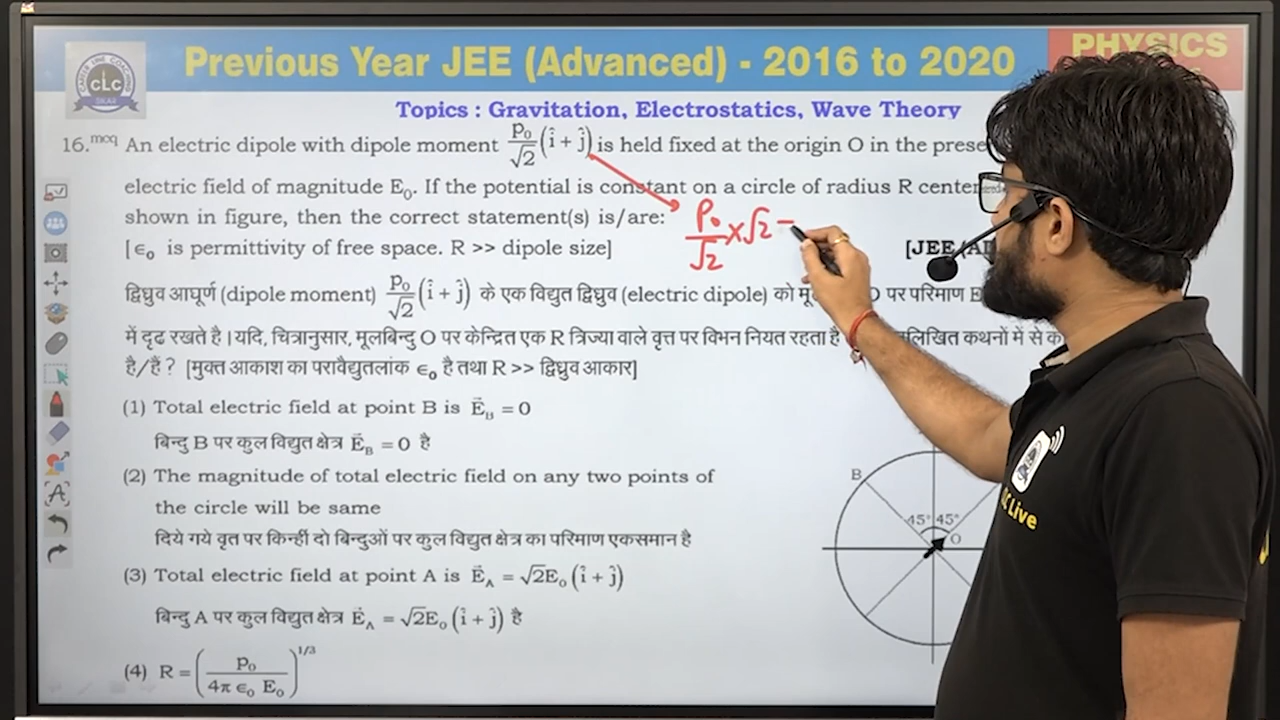 Previous Year JEE (Advanced) - 2016 to 2020
PHYSICS
CLC
Topics : Gravitation, Electrostatics, Wave Theory
16.mcq An electric dipole with dipole moment p₀/√2 (î + ĵ) is held fixed at the origin O in the
electric field of magnitude E₀. If the potential is constant on a circle of radius R
shown in figure, then the correct statement(s) is/are:
p₀/√2 × √2 =
[ϵ₀ is permittivity of free space. R >> dipole size]
[JEE
द्विध्रुव आघूर्ण (dipole moment) p₀/√2 (î + ĵ) के एक विद्युत द्विध्रुव (electric dipole) को
पर परिमाण
में दृढ रखते है। यदि, चित्रानुसार, मूलबिन्दु O पर केन्द्रित एक R त्रिज्या वाले वृत्त पर विभन नियत रहता है
कथनों में से
है/हैं ? [मुक्त आकाश का परावैद्युतलांक ϵ₀ है तथा R >> द्विध्रुव आकार]
(1) Total electric field at point B is E⃗_B = 0
बिन्दु B पर कुल विद्युत क्षेत्र E⃗_B = 0 है
(2) The magnitude of total electric field on any two points of
the circle will be same
दिये गये वृत पर किन्हीं दो बिन्दुओं पर कुल विद्युत क्षेत्र का परिमाण एकसमान है
(3) Total electric field at point A is E⃗_A = √2E₀ (î + ĵ)
बिन्दु A पर कुल विद्युत क्षेत्र E⃗_A = √2E₀ (î + ĵ) है
(4) R = (p₀/4π ϵ₀ E₀)^1/3
B
45° 45°
O
Live